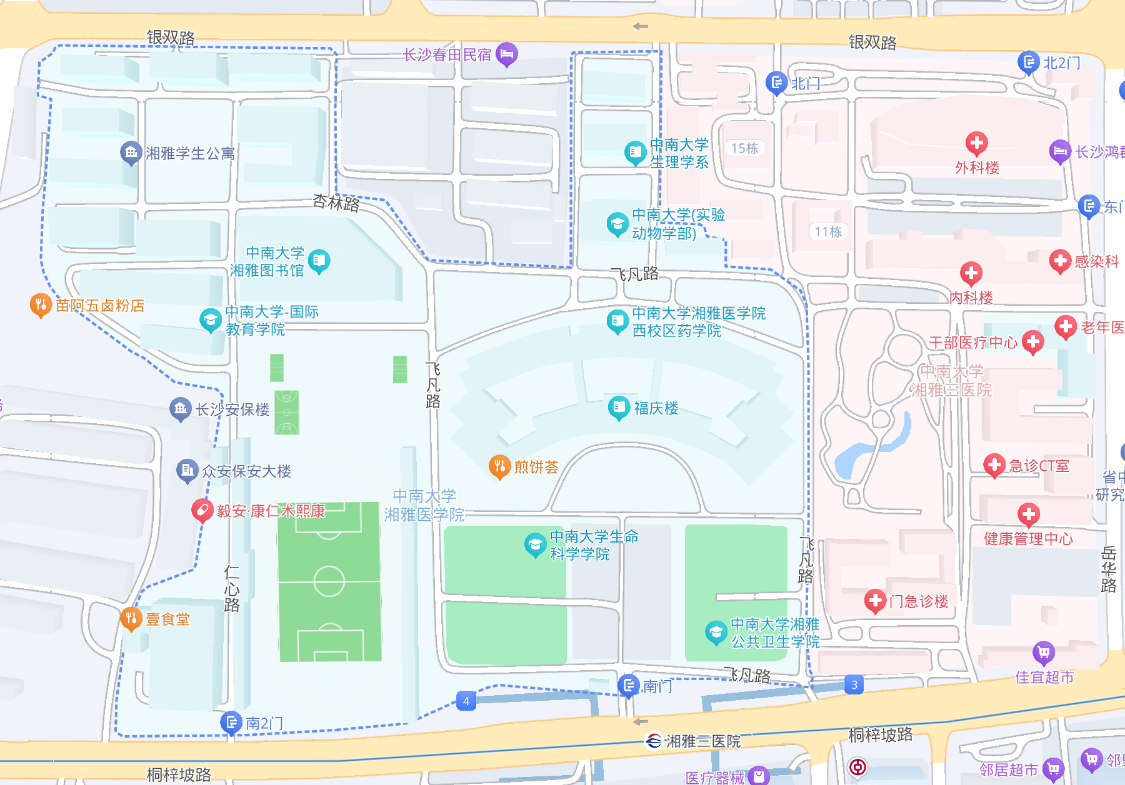 银双路
银双路
长沙春田民宿
北2门
北门
中南大学
生理学系
15栋
湘雅学生公寓
外科楼
长沙鸿
杏林路
中南大学(实验
动物学部)
东门
11栋
中南大学
湘雅图书馆
飞凡路
感染科
内科楼
苗阿五卤粉店
中南大学-国际
教育学院
中南大学湘雅医学院
西校区药学院
老年医
干部医疗中心
飞凡路
中南大学
湘雅三医院
长沙安保楼
福庆楼
众安保安大楼
煎饼荟
急诊CT室
中南大学
湘雅医学院
毅安·康仁术熙康
健康管理中心
中南大学生命
科学学院
飞凡路
岳华路
仁心路
门急诊楼
壹食堂
中南大学湘雅
公共卫生学院
飞凡路
佳宜超市
南门
3
4
南2门
湘雅三医院
桐梓坡路
桐梓坡路
邻居超市
医疗器械